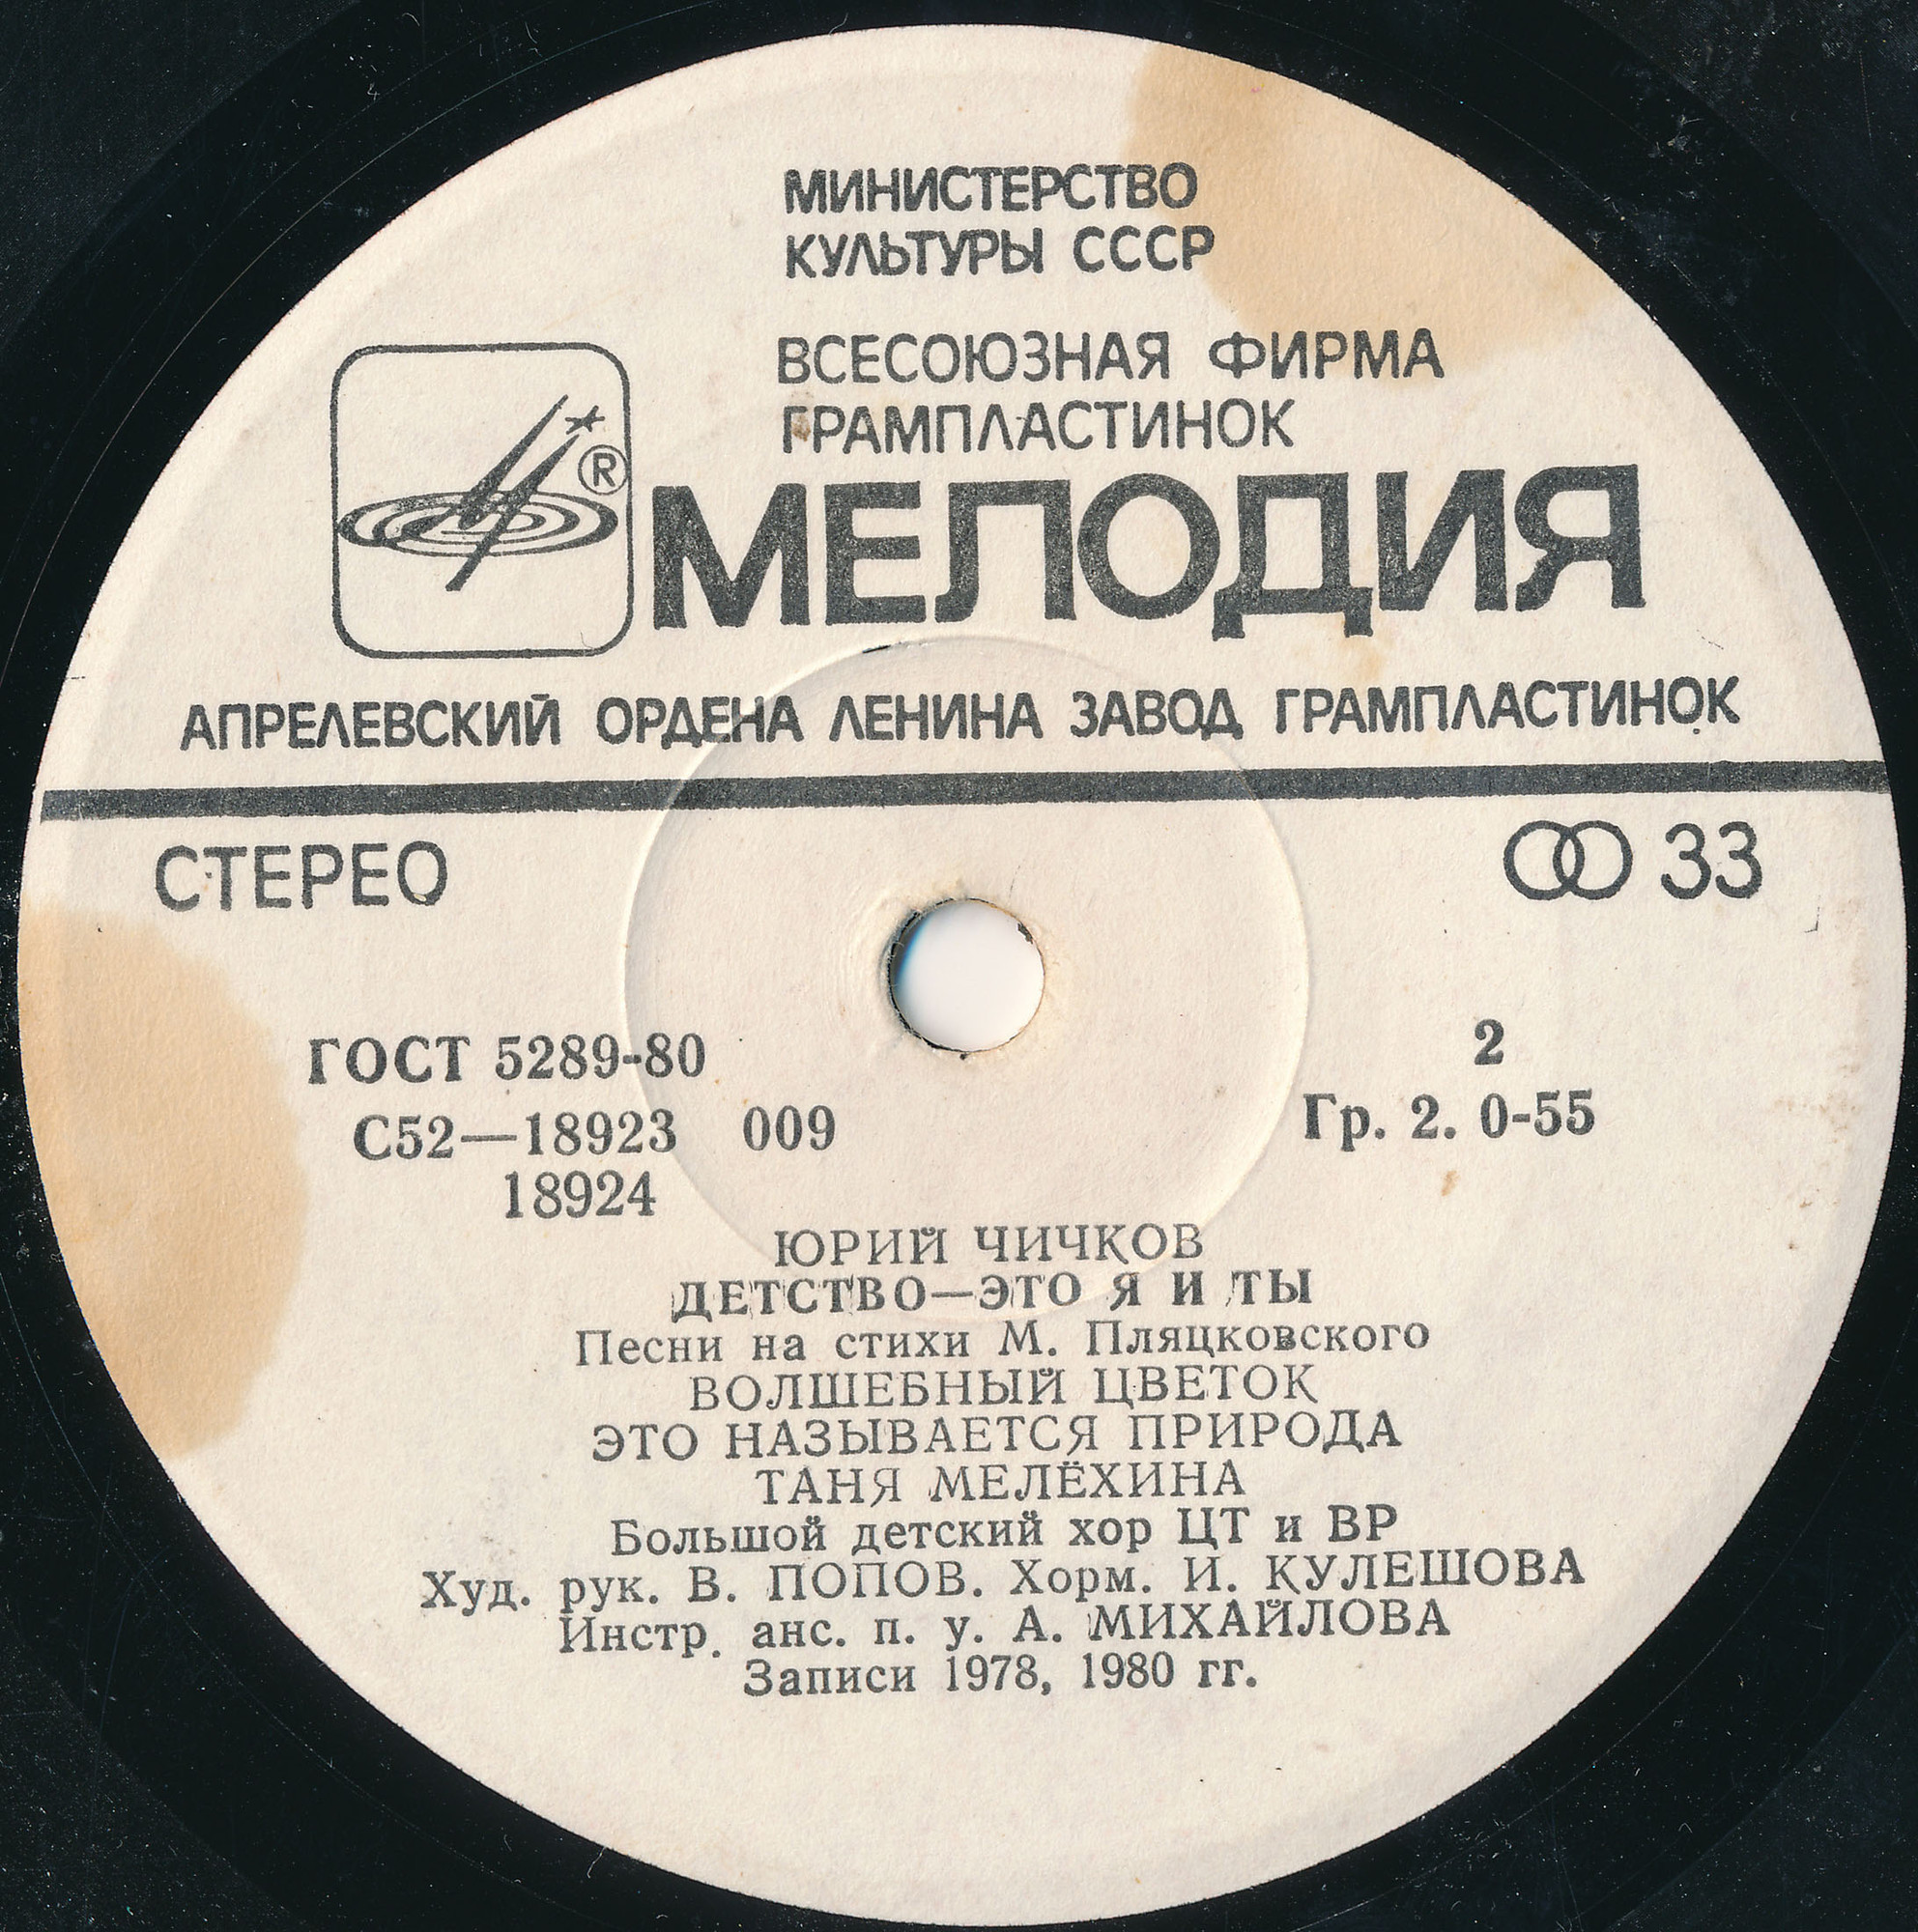 МИНИСТЕРСТВО
КУЛЬТУРЫ СССР
ВСЕСОЮЗНАЯ ФИРМА
ГРАМПЛАСТИНОК
®
МЕЛОДИЯ
АПРЕЛЕВСКИЙ ОРДЕНА ЛЕНИНА ЗАВОД ГРАМПЛАСТИНОК
СТЕРЕО
33
ГОСТ 5289-80
2
С52—18923 009
Гр. 2. 0-55
18924
ЮРИЙ ЧИЧКОВ
ДЕТСТВО—ЭТО Я И ТЫ
Песни на стихи М. Пляцковского
ВОЛШЕБНЫЙ ЦВЕТОК
ЭТО НАЗЫВАЕТСЯ ПРИРОДА
ТАНЯ МЕЛЁХИНА
Большой детский хор ЦТ и ВР
Худ. рук. В. ПОПОВ. Хорм. И. КУЛЕШОВА
Инстр. анс. п. у. А. МИХАЙЛОВА
Записи 1978, 1980 гг.